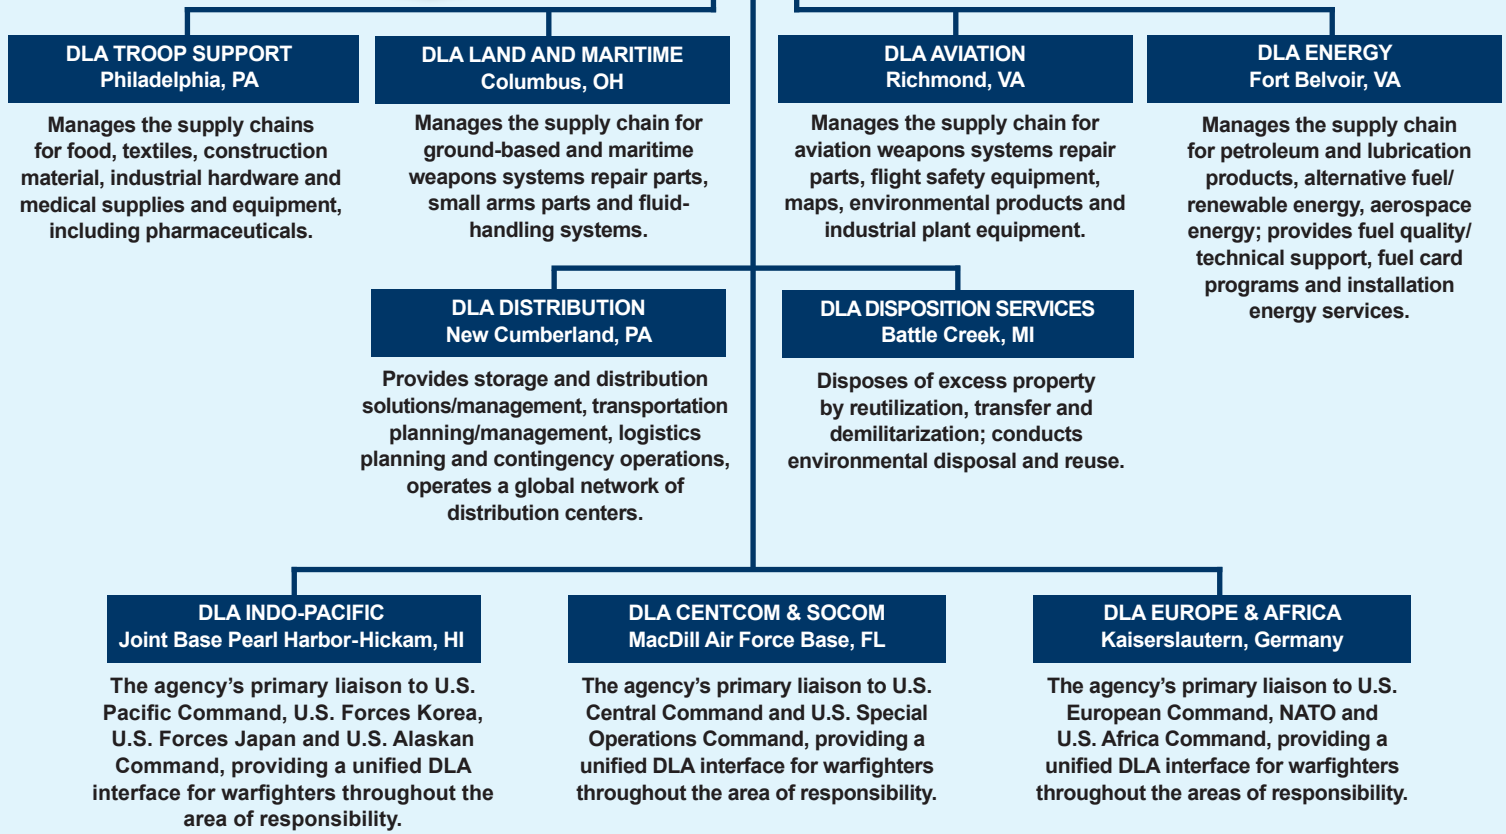 DLA TROOP SUPPORT
Philadelphia, PA
Manages the supply chains
for food, textiles, construction
material, industrial hardware and
medical supplies and equipment,
including pharmaceuticals.
DLA LAND AND MARITIME
Columbus, OH
Manages the supply chain for
ground-based and maritime
weapons systems repair parts,
small arms parts and fluid-
handling systems.
DLA AVIATION
Richmond, VA
Manages the supply chain for
aviation weapons systems repair
parts, flight safety equipment,
maps, environmental products and
industrial plant equipment.
DLA ENERGY
Fort Belvoir, VA
Manages the supply chain
for petroleum and lubrication
products, alternative fuel/
renewable energy, aerospace
energy; provides fuel quality/
technical support, fuel card
programs and installation
energy services.
DLA DISTRIBUTION
New Cumberland, PA
Provides storage and distribution
solutions/management, transportation
planning/management, logistics
planning and contingency operations,
operates a global network of
distribution centers.
DLA DISPOSITION SERVICES
Battle Creek, MI
Disposes of excess property
by reutilization, transfer and
demilitarization; conducts
environmental disposal and reuse.
DLA INDO-PACIFIC
Joint Base Pearl Harbor-Hickam, HI
The agency’s primary liaison to U.S.
Pacific Command, U.S. Forces Korea,
U.S. Forces Japan and U.S. Alaskan
Command, providing a unified DLA
interface for warfighters throughout the
area of responsibility.
DLA CENTCOM & SOCOM
MacDill Air Force Base, FL
The agency’s primary liaison to U.S.
Central Command and U.S. Special
Operations Command, providing a
unified DLA interface for warfighters
throughout the area of responsibility.
DLA EUROPE & AFRICA
Kaiserslautern, Germany
The agency’s primary liaison to U.S.
European Command, NATO and
U.S. Africa Command, providing a
unified DLA interface for warfighters
throughout the areas of responsibility.